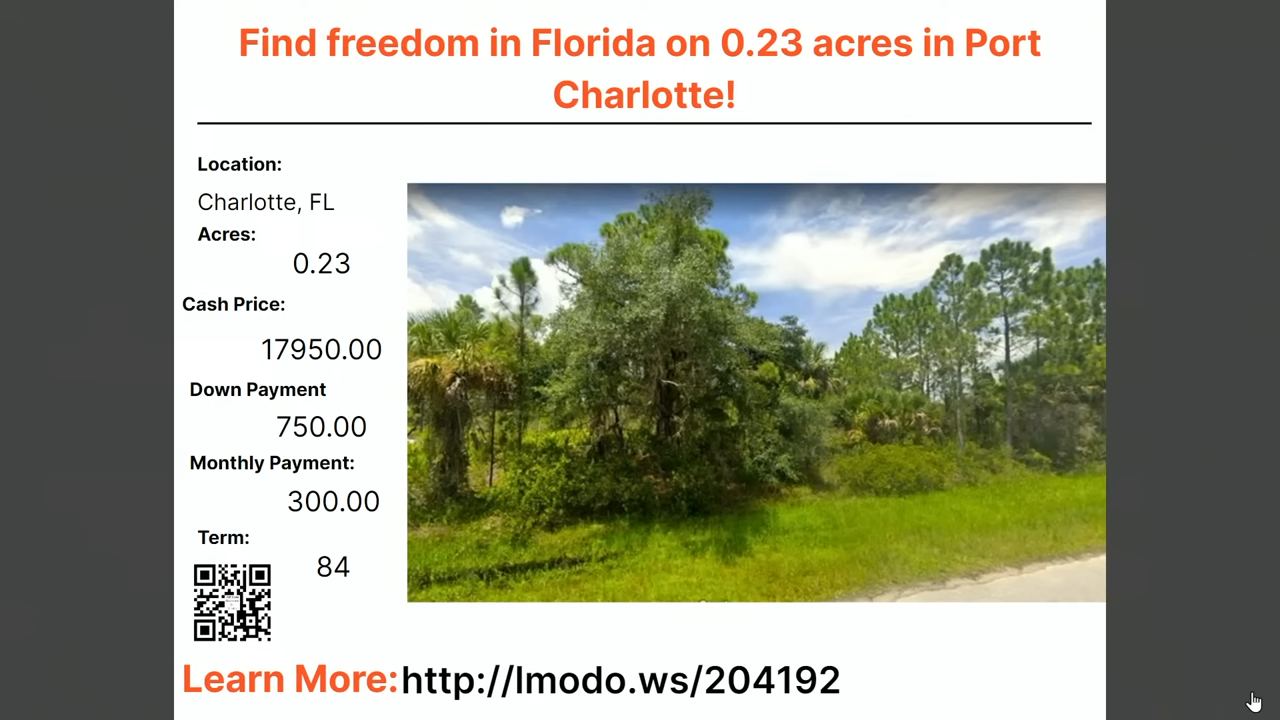 Find freedom in Florida on 0.23 acres in Port
Charlotte!
Location:
Charlotte, FL
Acres:
0.23
Cash Price:
17950.00
Down Payment
750.00
Monthly Payment:
300.00
Term:
84
Learn More:http://lmodo.ws/204192